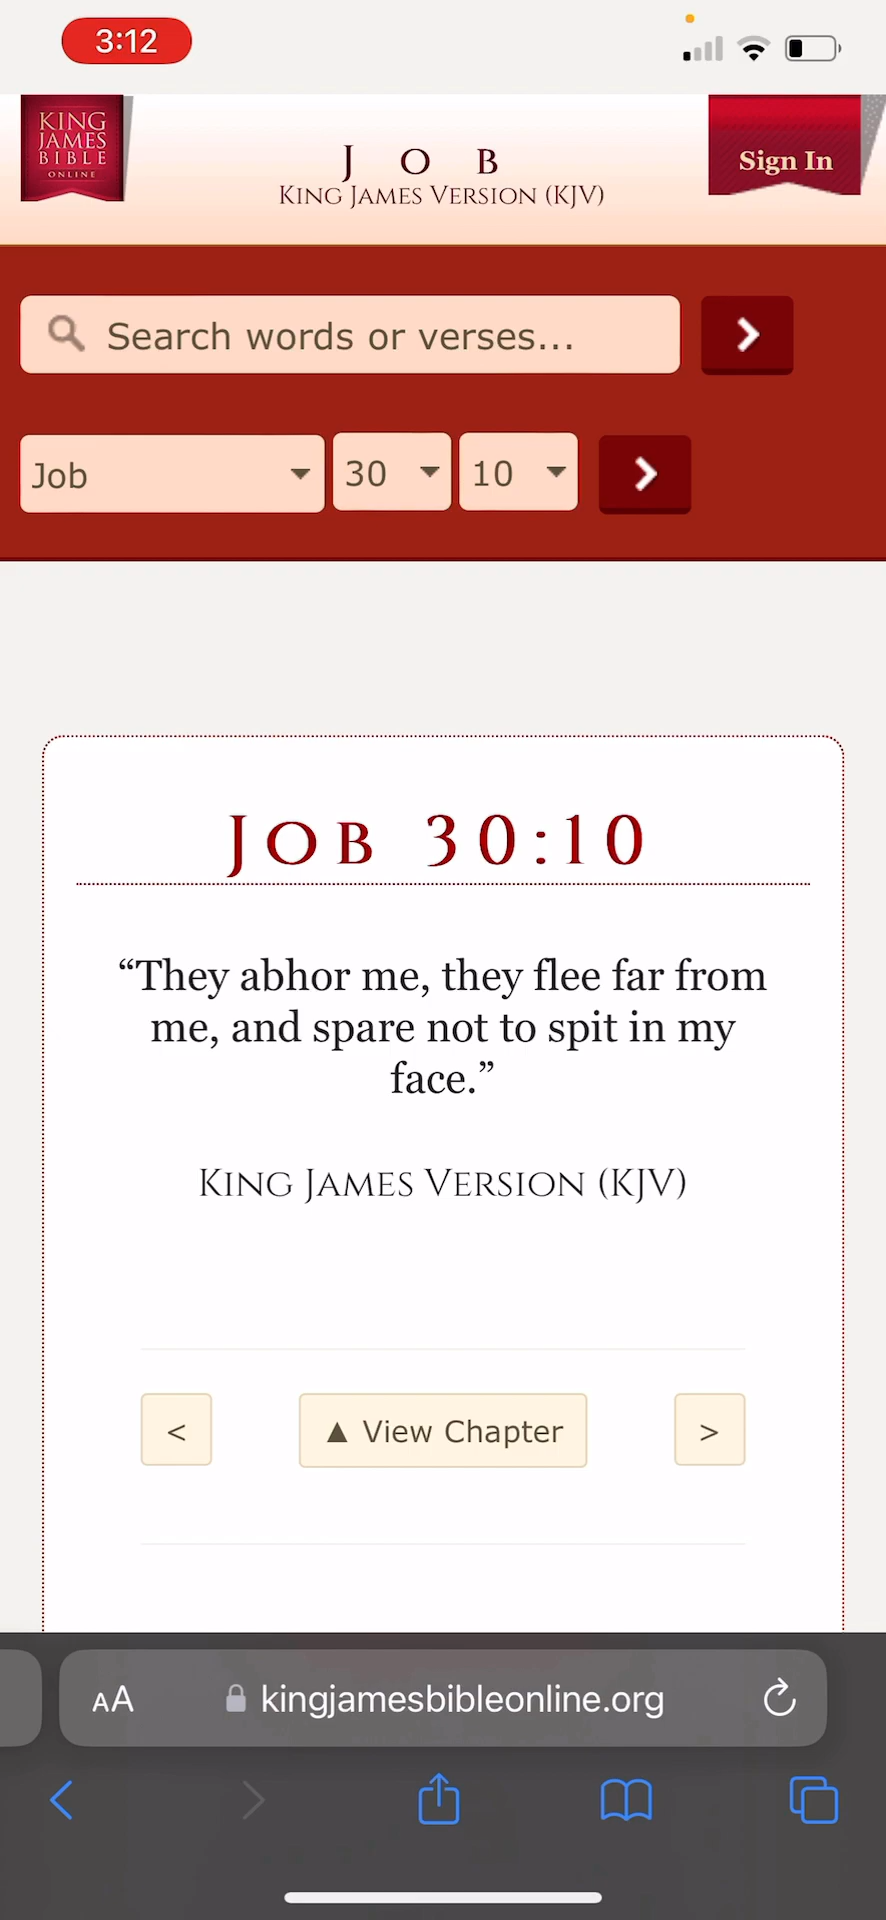 3:12
KING
JAMES
BIBLE
ONLINE
JOB
KING JAMES VERSION (KJV)
Sign In
Search words or verses...
Job 30 10
JOB 30:10
“They abhor me, they flee far from
me, and spare not to spit in my
face.”
KING JAMES VERSION (KJV)
< ▲ View Chapter >
AA kingjamesbibleonline.org